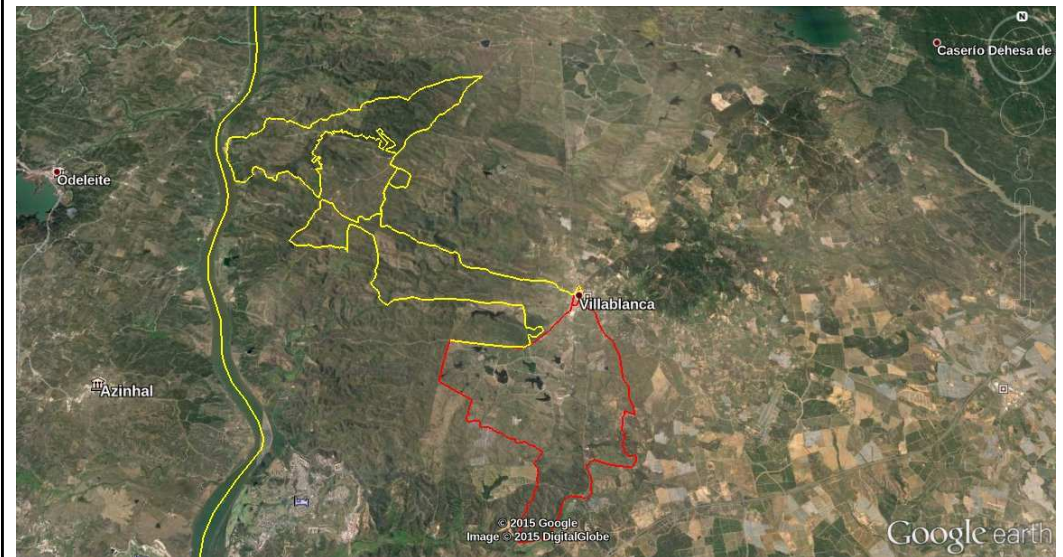 N
Caserío Dehesa de
Odeleite
Villablanca
Azinhal
© 2015 Google
Image © 2015 DigitalGlobe
Google earth